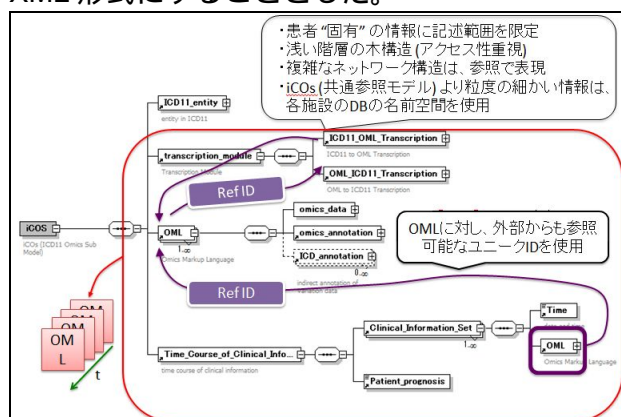 XML 形式にすることとした。
・患者 “固有” の情報に記述範囲を限定
・浅い階層の木構造 (アクセス性重視)
・複雑なネットワーク構造は、参照で表現
・iCOs (共通参照モデル) より粒度の細かい情報は、
各施設のDBの名前空間を使用
ICD11_entity
entity in ICD11
ICD11_OML_Transcription
ICD11 to OML Transcription
transcription_module
Transcription Module
OML_ICD11_Transcription
OML to ICD11 Transcription
Ref ID
omics_data
iCOS
iCOs (ICD11 Omics Sub
Model)
OML
1..∞
Omics Markup Language
omics_annotation
ICD_annotation
0..∞
indirect annotation of
variation data
OMLに対し、外部からも参照
可能なユニークIDを使用
Ref ID
OM
OM
OM
OM
L
t
Time
Clinical_Information_Set
1..∞
OML
Omics Markup Language
Time_Course_of_Clinical_Info...
time course of clinical information
Patient_prognosis